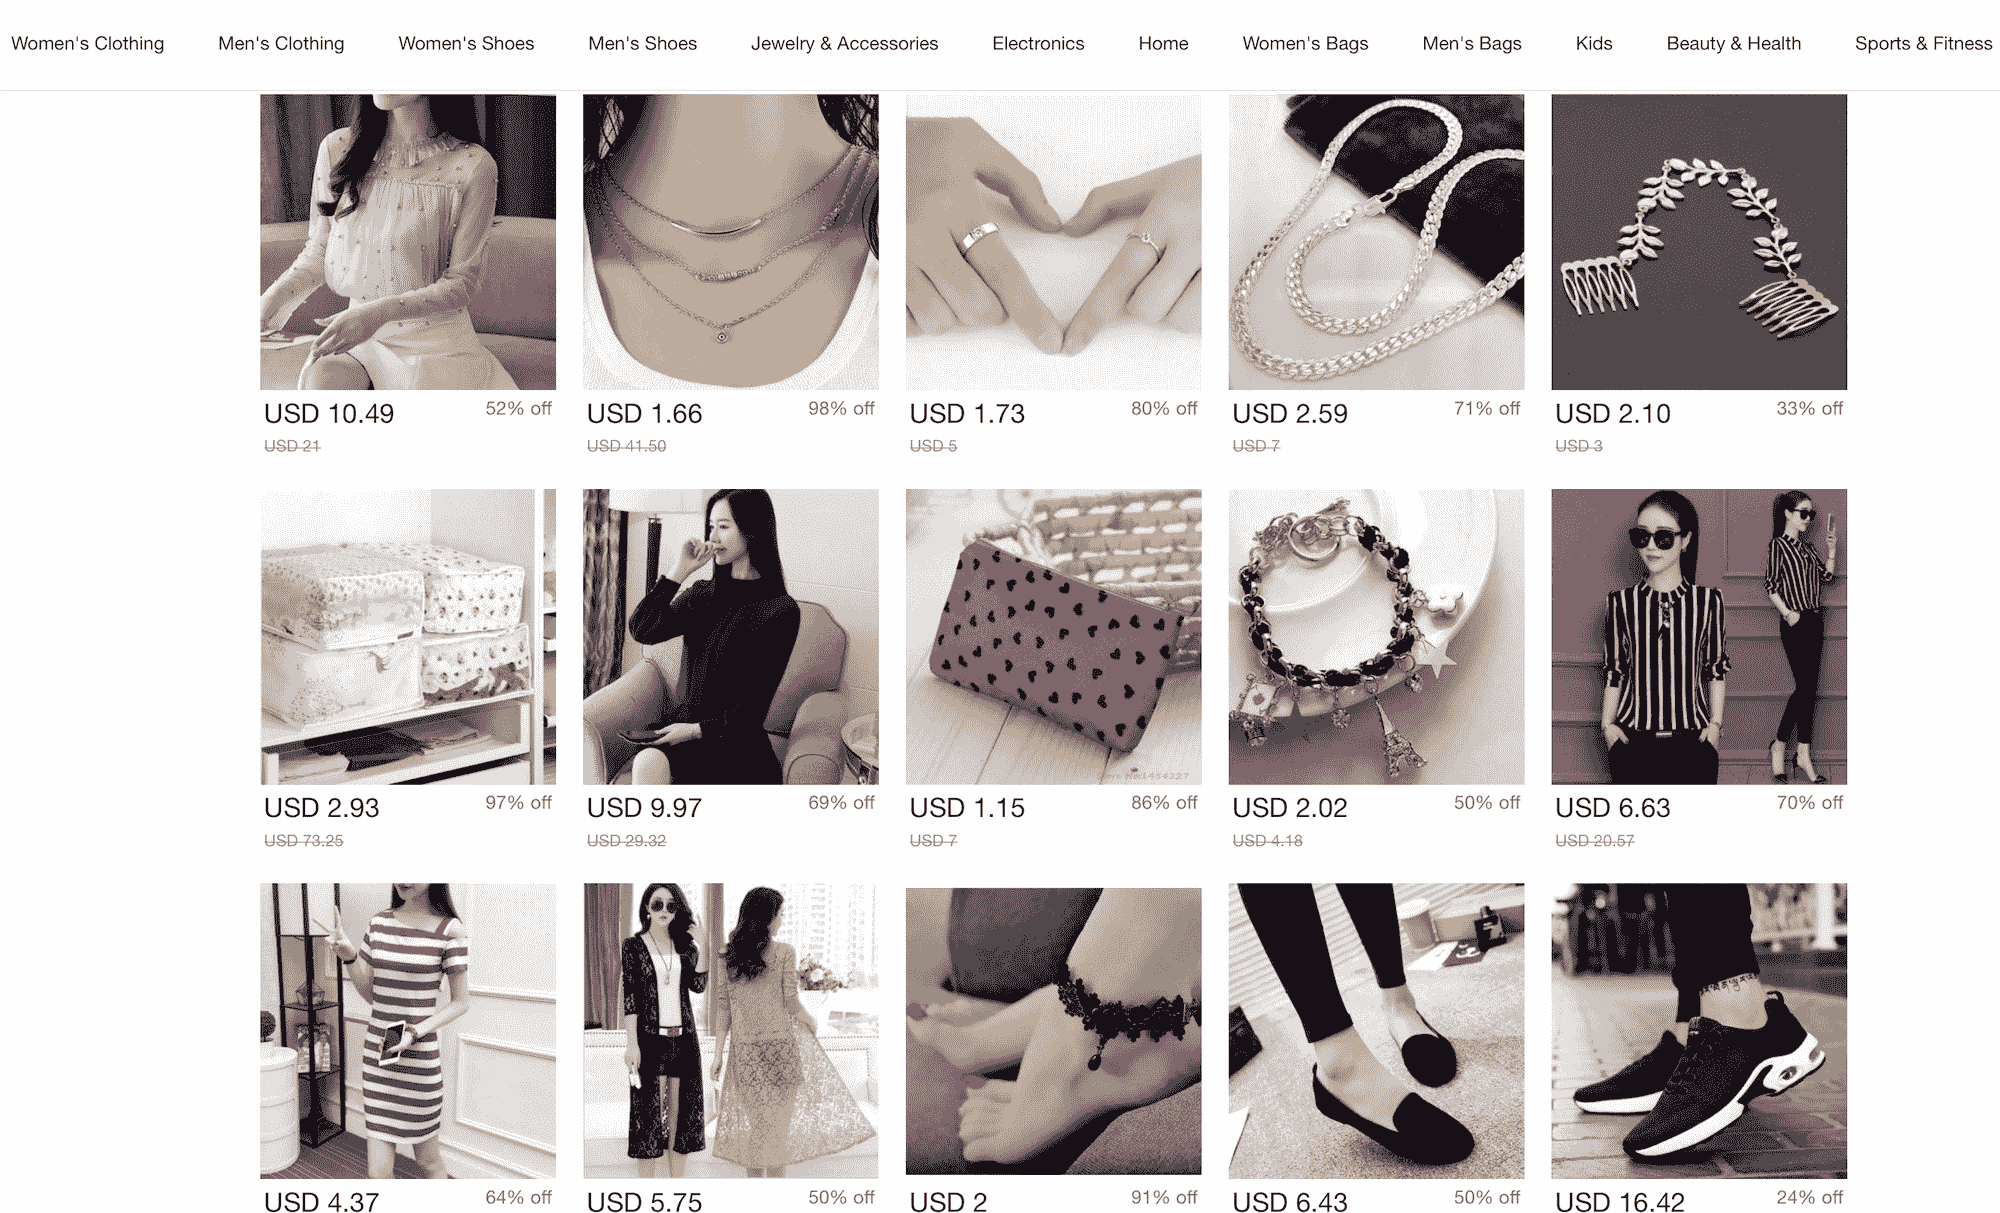 Women's Clothing Men's Clothing Women's Shoes Men's Shoes Jewelry & Accessories Electronics Home Women's Bags Men's Bags Kids Beauty & Health Sports & Fitness
USD 10.49 52% off USD 1.66 98% off USD 1.73 80% off USD 2.59 71% off USD 2.10 33% off
USD 21 USD 41.50 USD 5 USD 7 USD 3
USD 2.93 97% off USD 9.97 69% off USD 1.15 86% off USD 2.02 50% off USD 6.63 70% off
USD 73.25 USD 29.32 USD 7 USD 4.18 USD 20.57
USD 4.37 64% off USD 5.75 50% off USD 2 91% off USD 6.43 50% off USD 16.42 24% off